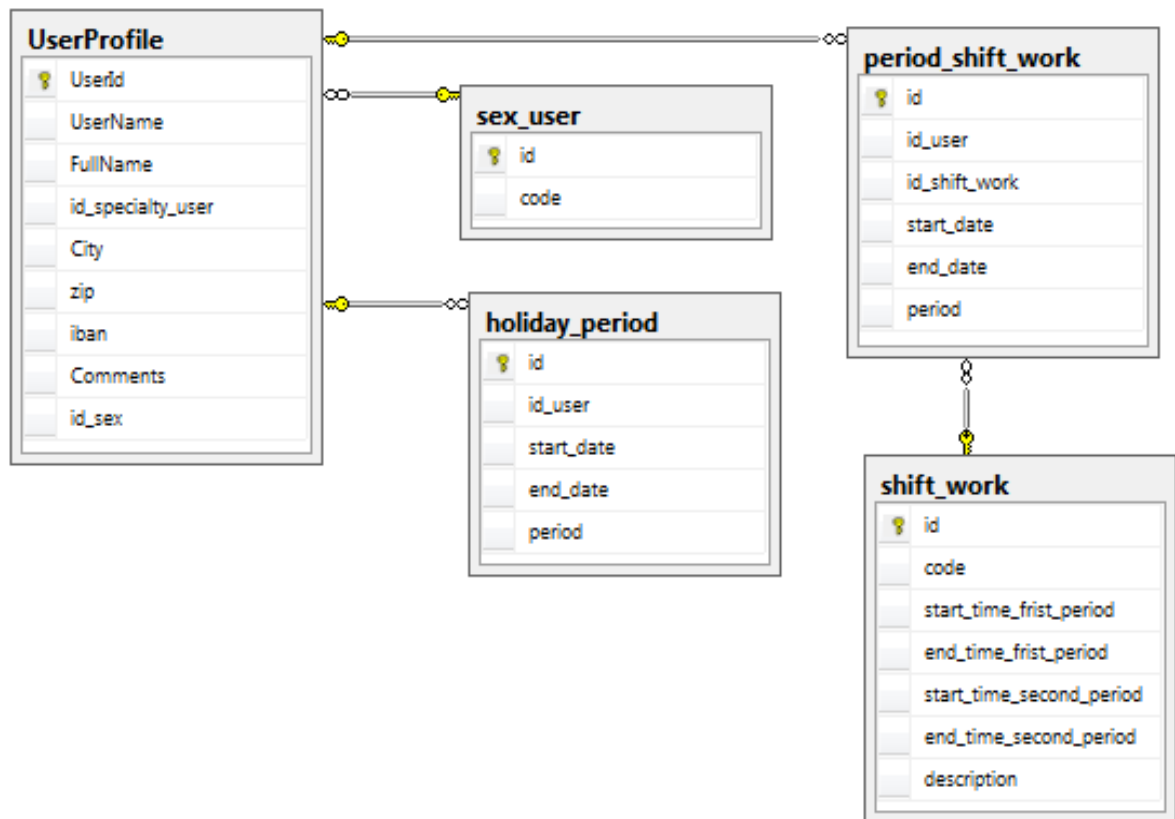 UserProfile
UserId
UserName
FullName
id_specialty_user
City
zip
iban
Comments
id_sex
sex_user
id
code
holiday_period
id
id_user
start_date
end_date
period
period_shift_work
id
id_user
id_shift_work
start_date
end_date
period
shift_work
id
code
start_time_frist_period
end_time_frist_period
start_time_second_period
end_time_second_period
description